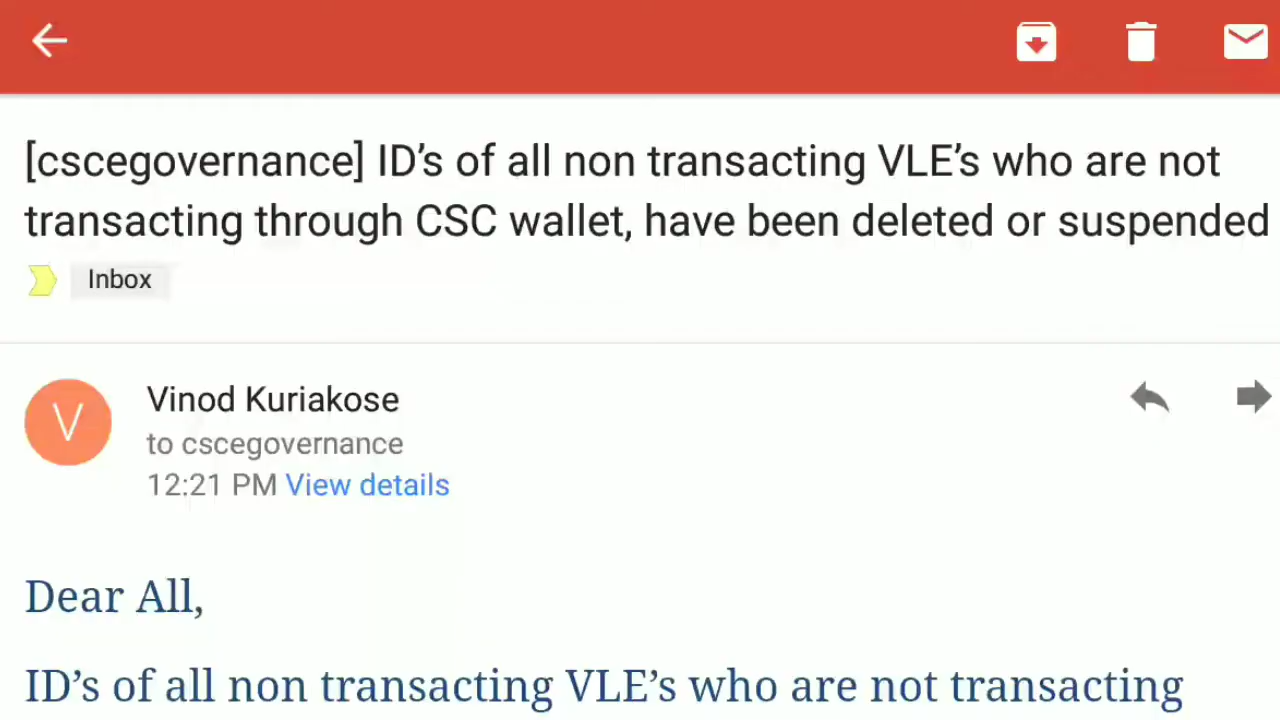 [cscegovernance] ID’s of all non transacting VLE’s who are not
transacting through CSC wallet, have been deleted or suspended
Inbox
V
Vinod Kuriakose
to cscegovernance
12:21 PM View details
Dear All,
ID’s of all non transacting VLE’s who are not transacting